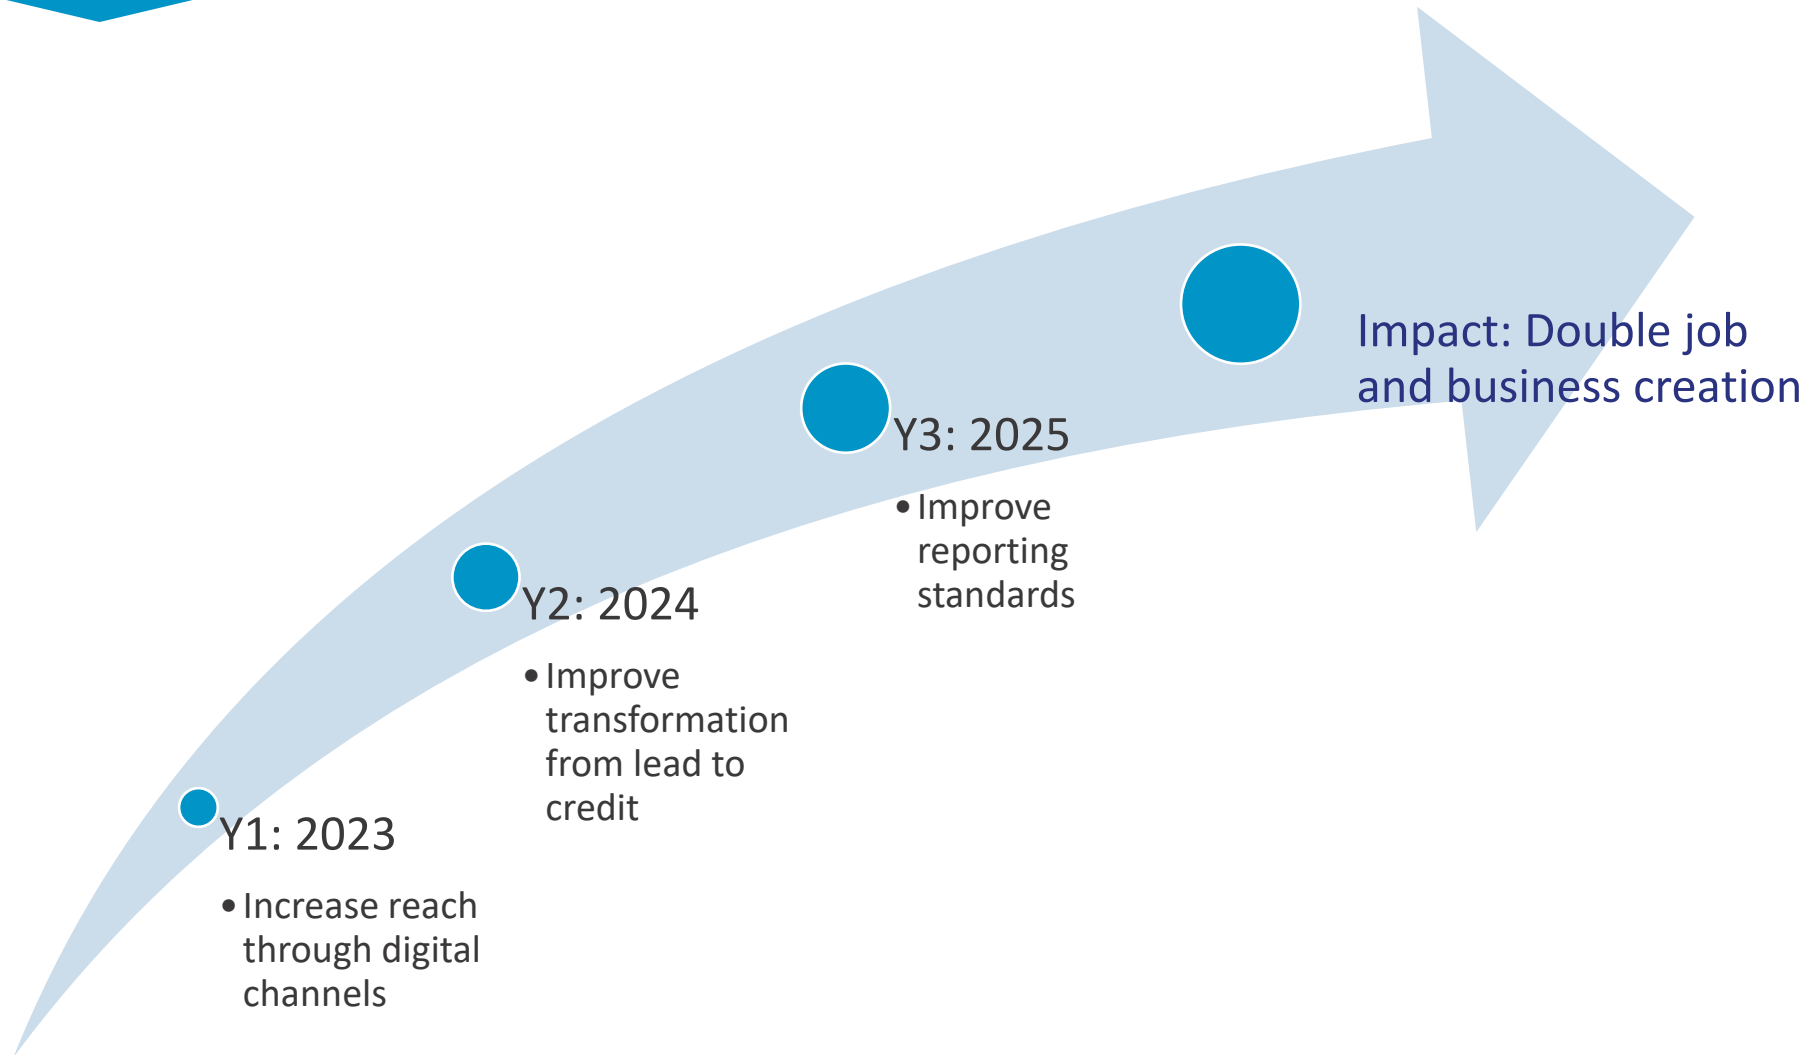 Impact: Double job
and business creation
Y3: 2025
• Improve
reporting
standards
Y2: 2024
• Improve
transformation
from lead to
credit
Y1: 2023
• Increase reach
through digital
channels